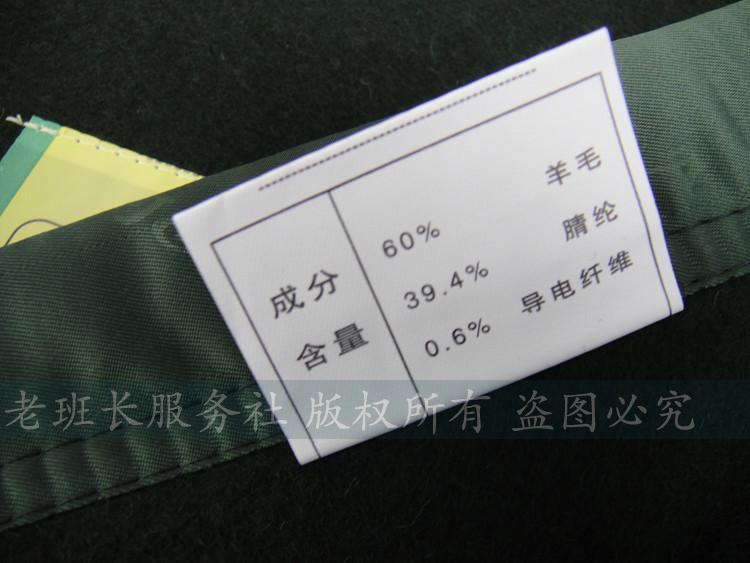 成分
含量
60% 羊毛
39.4% 腈纶
0.6% 导电纤维
老班长服务社 版权所有 盗图必究